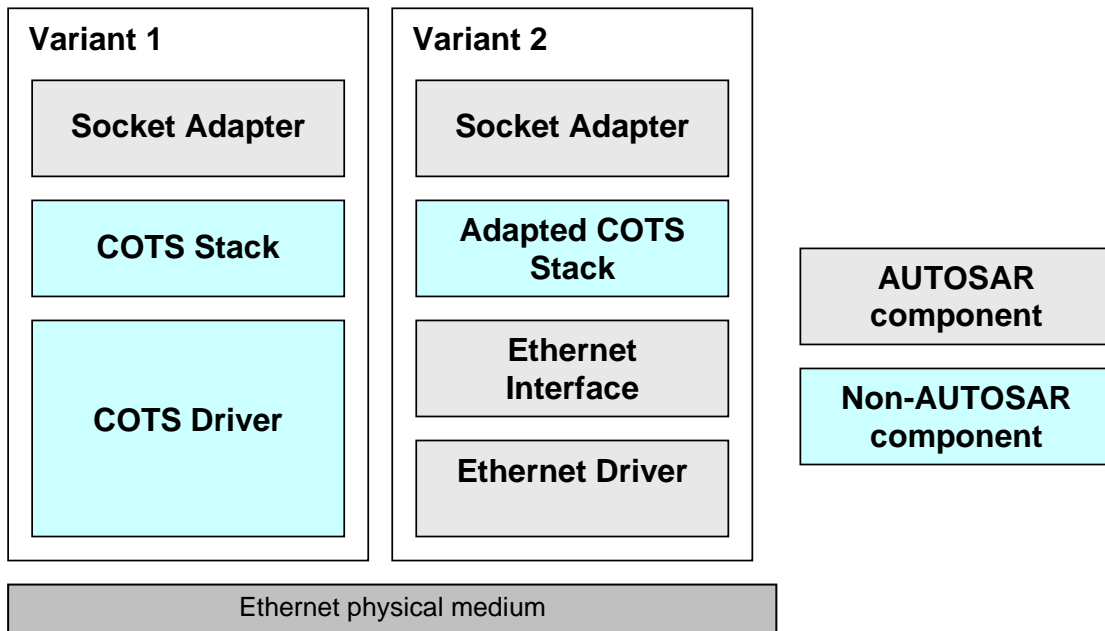 Variant 1
Socket Adapter
COTS Stack
COTS Driver
Variant 2
Socket Adapter
Adapted COTS
Stack
Ethernet
Interface
Ethernet Driver
AUTOSAR
component
Non-AUTOSAR
component
Ethernet physical medium